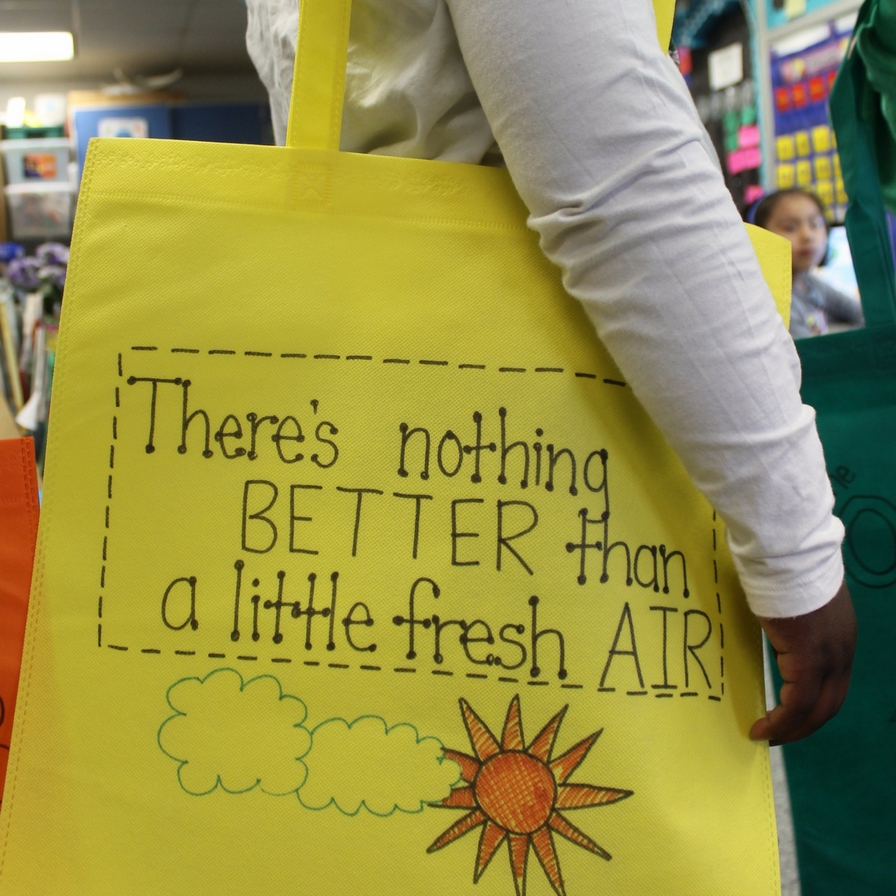 There's nothing
BETTER than
a little fresh AIR